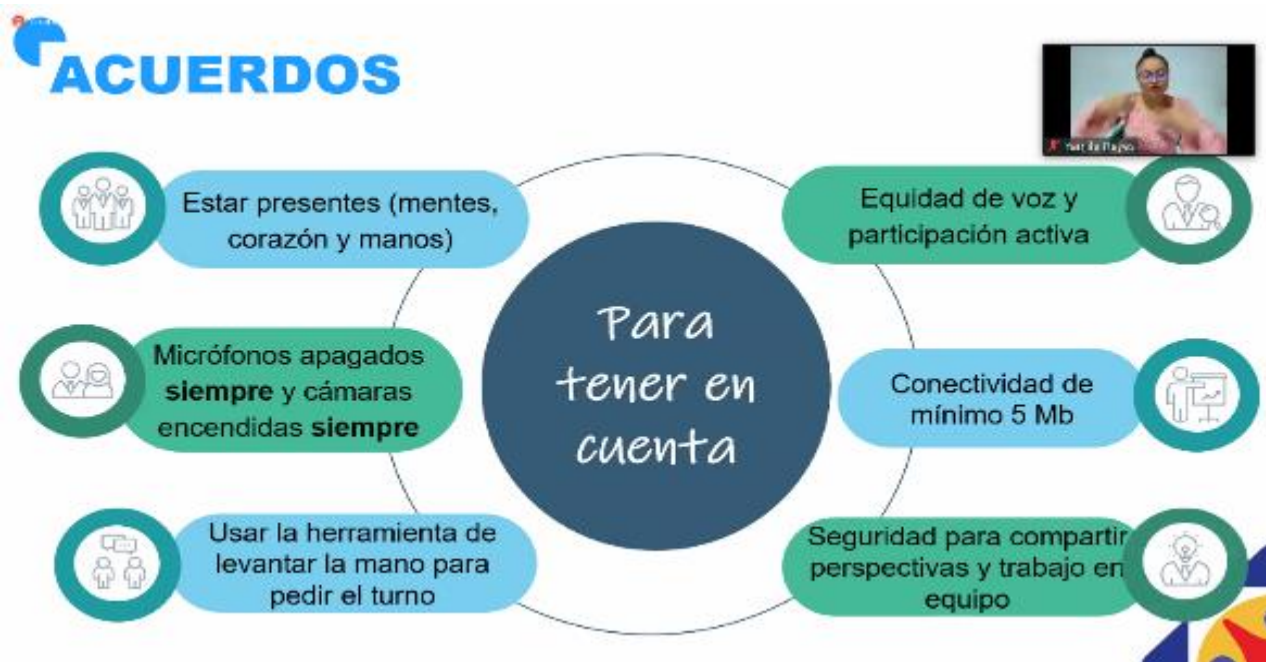 ACUERDOS
Estar presentes (mentes,
corazón y manos)
Micrófonos apagados
siempre y cámaras
encendidas siempre
Usar la herramienta de
levantar la mano para
pedir el turno
Para
tener en
cuenta
Equidad de voz y
participación activa
Conectividad de
mínimo 5 Mb
Seguridad para compartir
perspectivas y trabajo en
equipo